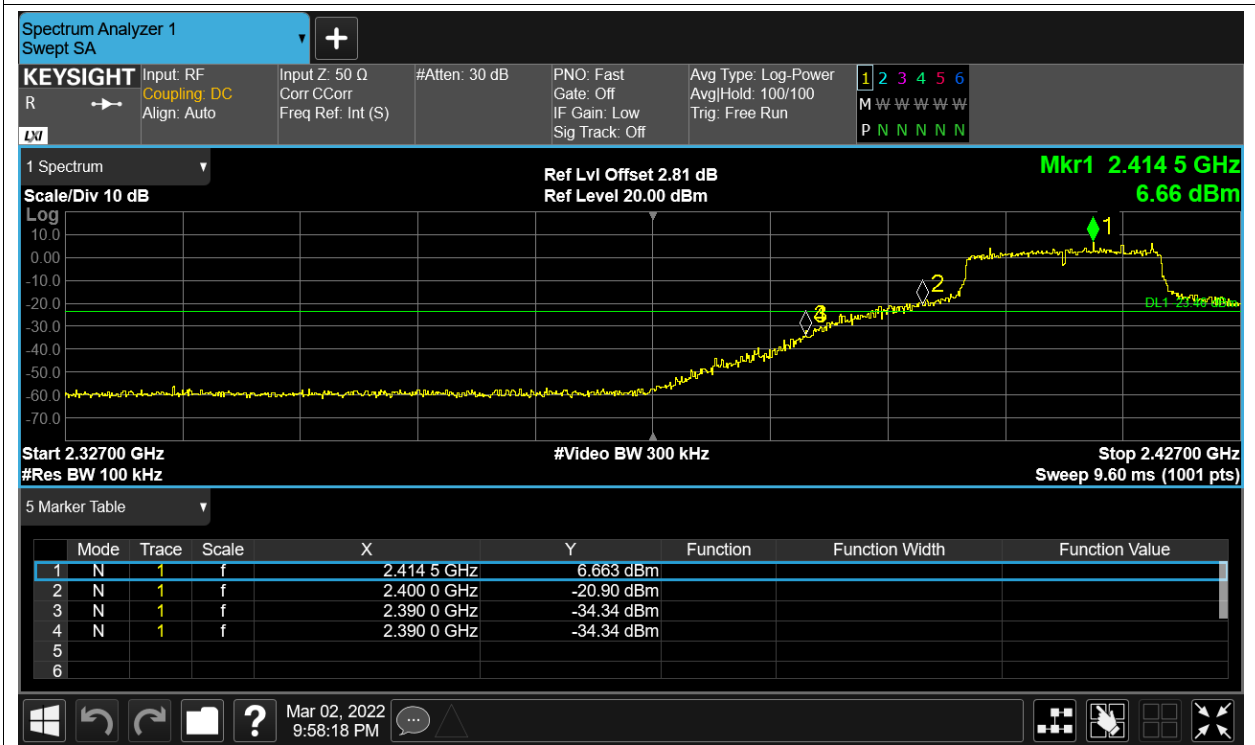 Spectrum Analyzer 1
Swept SA
KEYSIGHT
R
LXI
Input: RF
Coupling: DC
Align: Auto
Input Z: 50 Ω
Corr CCorr
Freq Ref: Int (S)
#Atten: 30 dB
PNO: Fast
Gate: Off
IF Gain: Low
Sig Track: Off
Avg Type: Log-Power
Avg|Hold: 100/100
Trig: Free Run
1 2 3 4 5 6
M W W W W W
P N N N N N
1 Spectrum
Scale/Div 10 dB
Ref Lvl Offset 2.81 dB
Ref Level 20.00 dBm
Mkr1 2.414 5 GHz
6.66 dBm
Log
10.0
0.00
-10.0
-20.0
-30.0
-40.0
-50.0
-60.0
-70.0
1
2
DL1
Start 2.32700 GHz
#Video BW 300 kHz
Stop 2.42700 GHz
#Res BW 100 kHz
Sweep 9.60 ms (1001 pts)
5 Marker Table
Mode Trace Scale X Y Function Function Width Function Value
1 N 1 f 2.414 5 GHz 6.663 dBm
2 N 1 f 2.400 0 GHz -20.90 dBm
3 N 1 f 2.390 0 GHz -34.34 dBm
4 N 1 f 2.390 0 GHz -34.34 dBm
5
6
?
Mar 02, 2022
9:58:18 PM